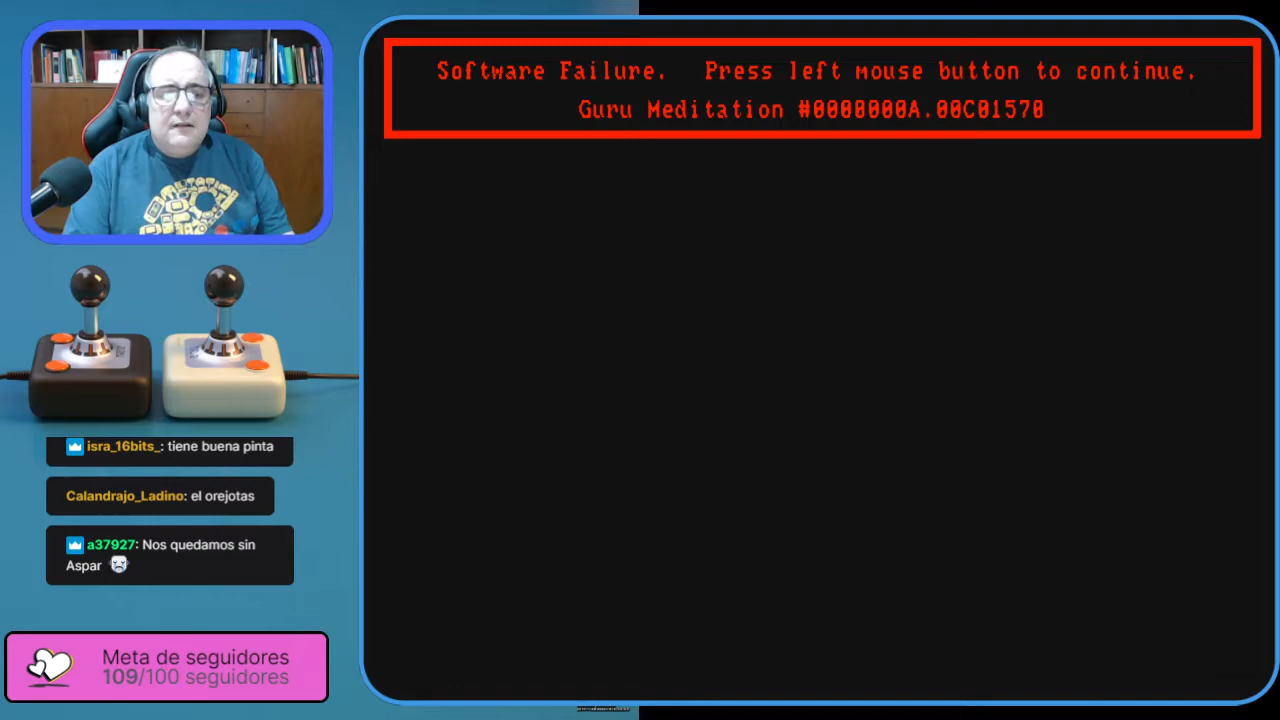 Software Failure. Press left mouse button to continue.
Guru Meditation #0000000A.00C01570
isra_16bits_: tiene buena pinta
Calandrajo_Ladino: el orejotas
a37927: Nos quedamos sin
Aspar
Meta de seguidores
109/100 seguidores